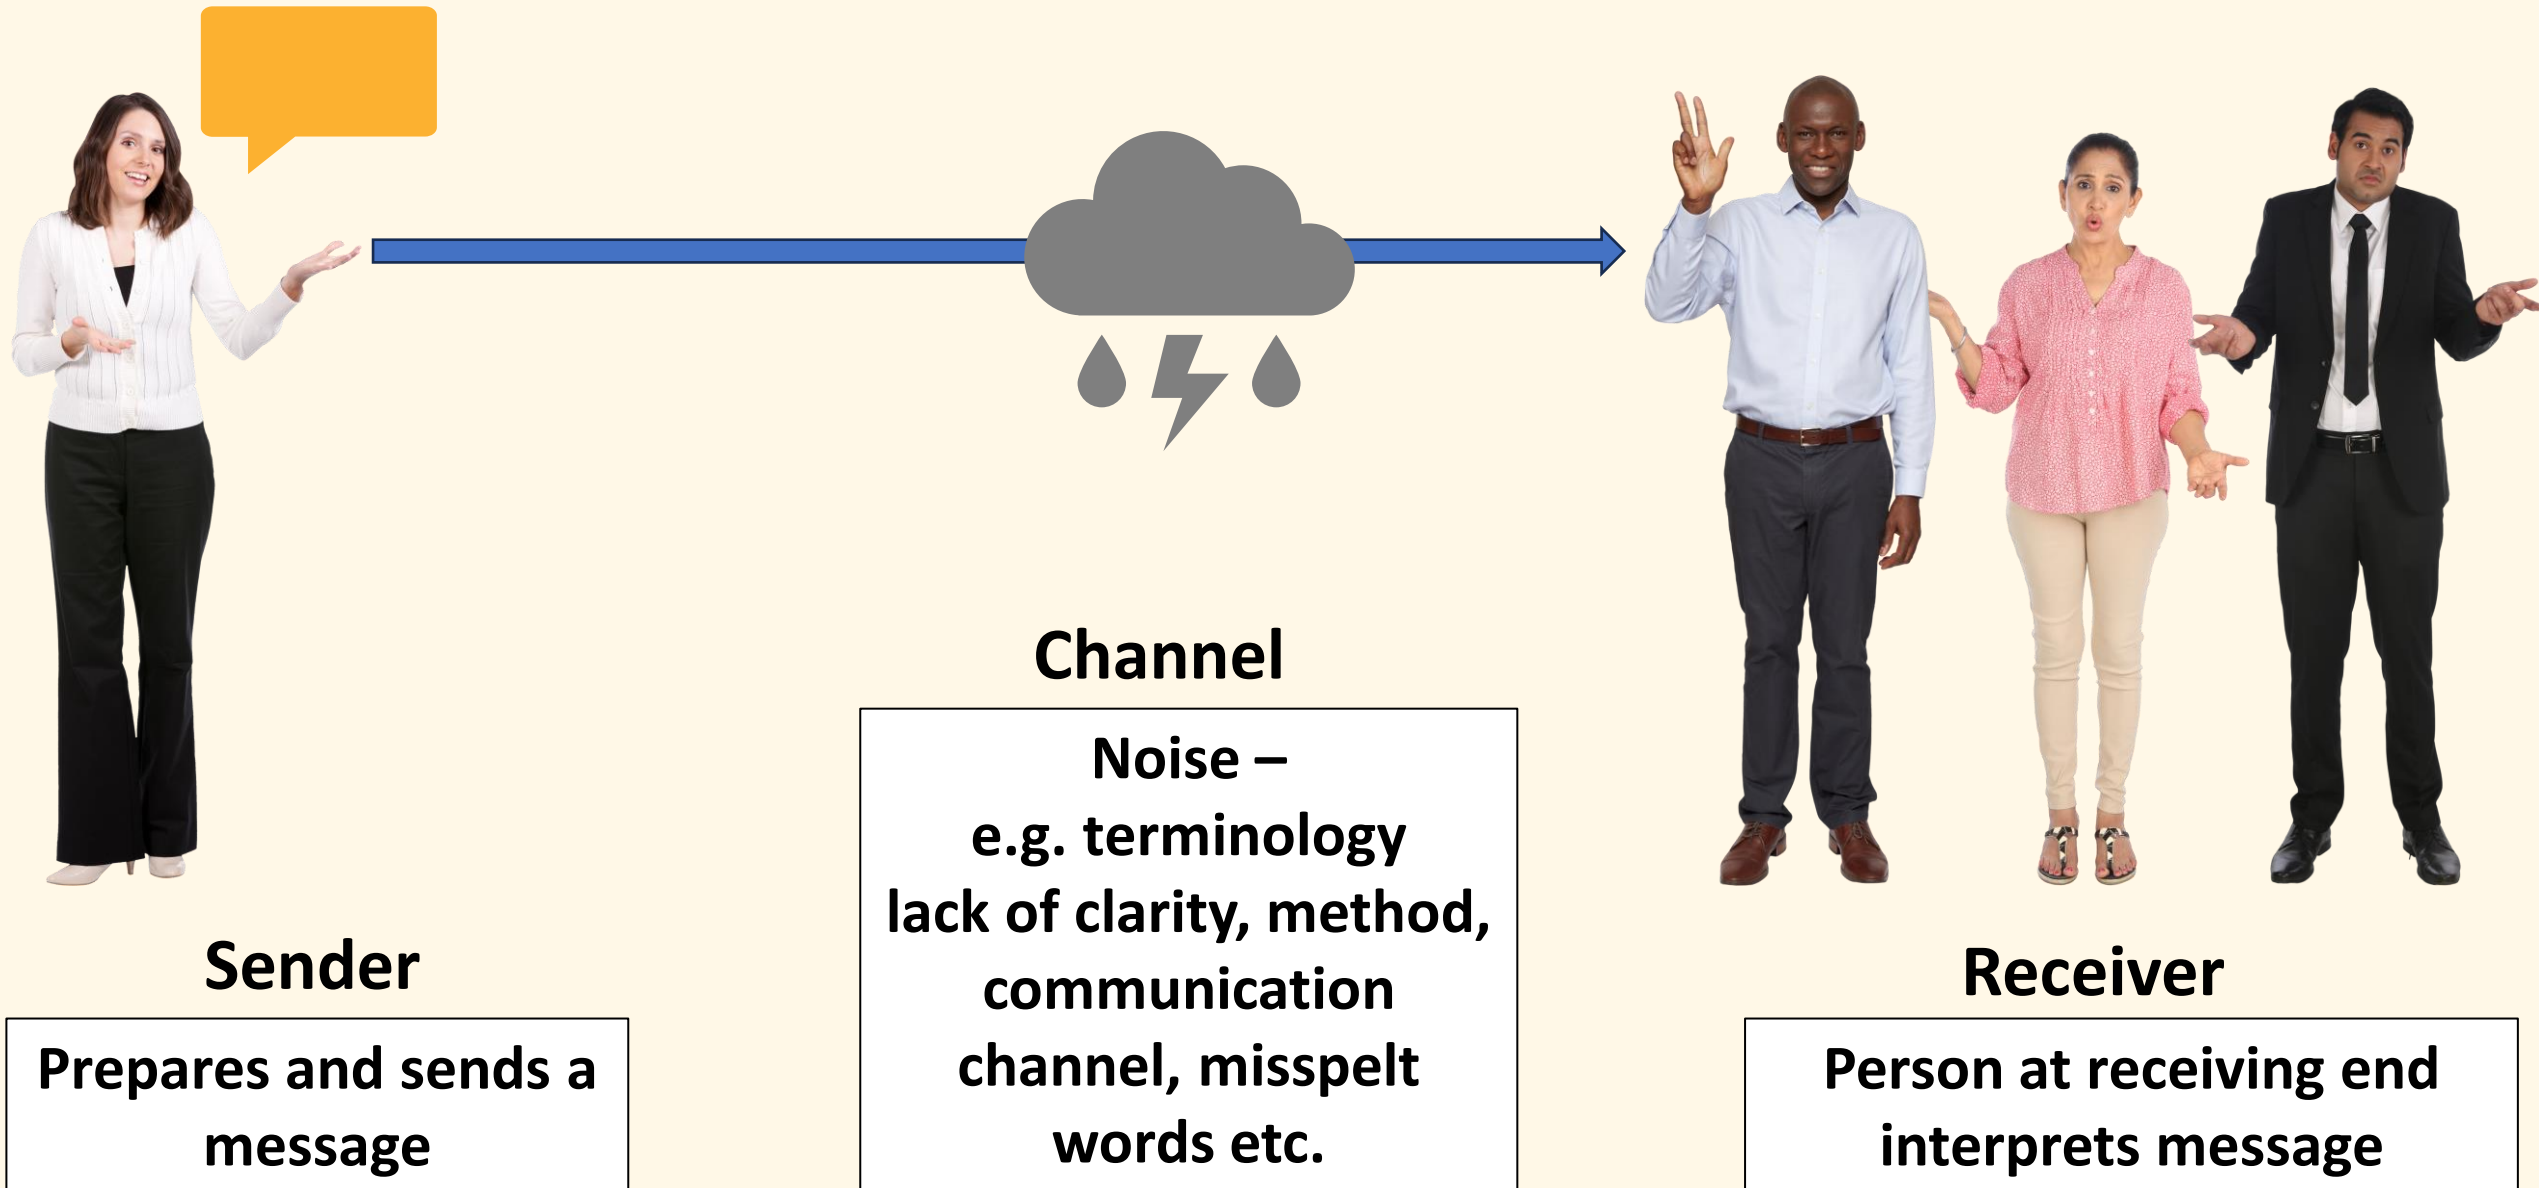 Channel
Noise –
e.g. terminology
lack of clarity, method,
communication
channel, misspelt
words etc.
Sender
Prepares and sends a
message
Receiver
Person at receiving end
interprets message